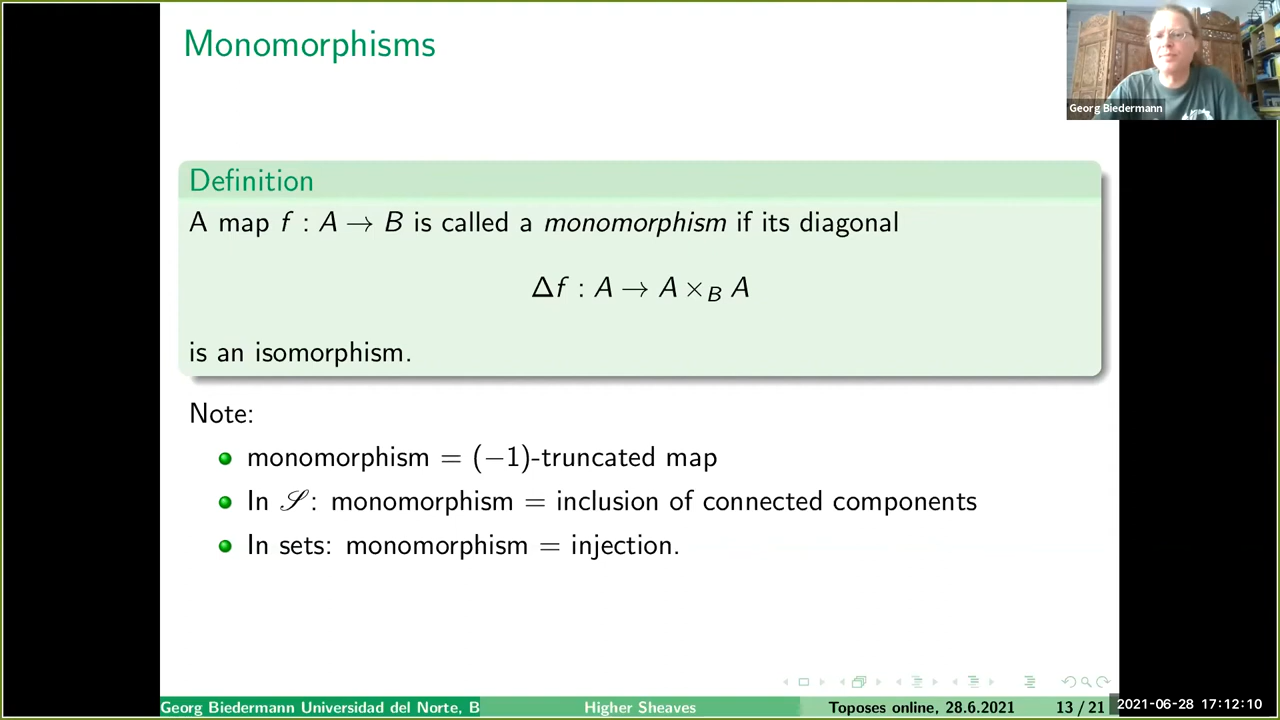 Monomorphisms
Georg Biedermann
Definition
A map f : A → B is called a monomorphism if its diagonal
Δf : A → A ×_B A
is an isomorphism.
Note:
monomorphism = (−1)-truncated map
In 𝒮: monomorphism = inclusion of connected components
In sets: monomorphism = injection.
Georg Biedermann Universidad del Norte, B
Higher Sheaves
Toposes online, 28.6.2021
13 / 21
2021-06-28 17:12:10